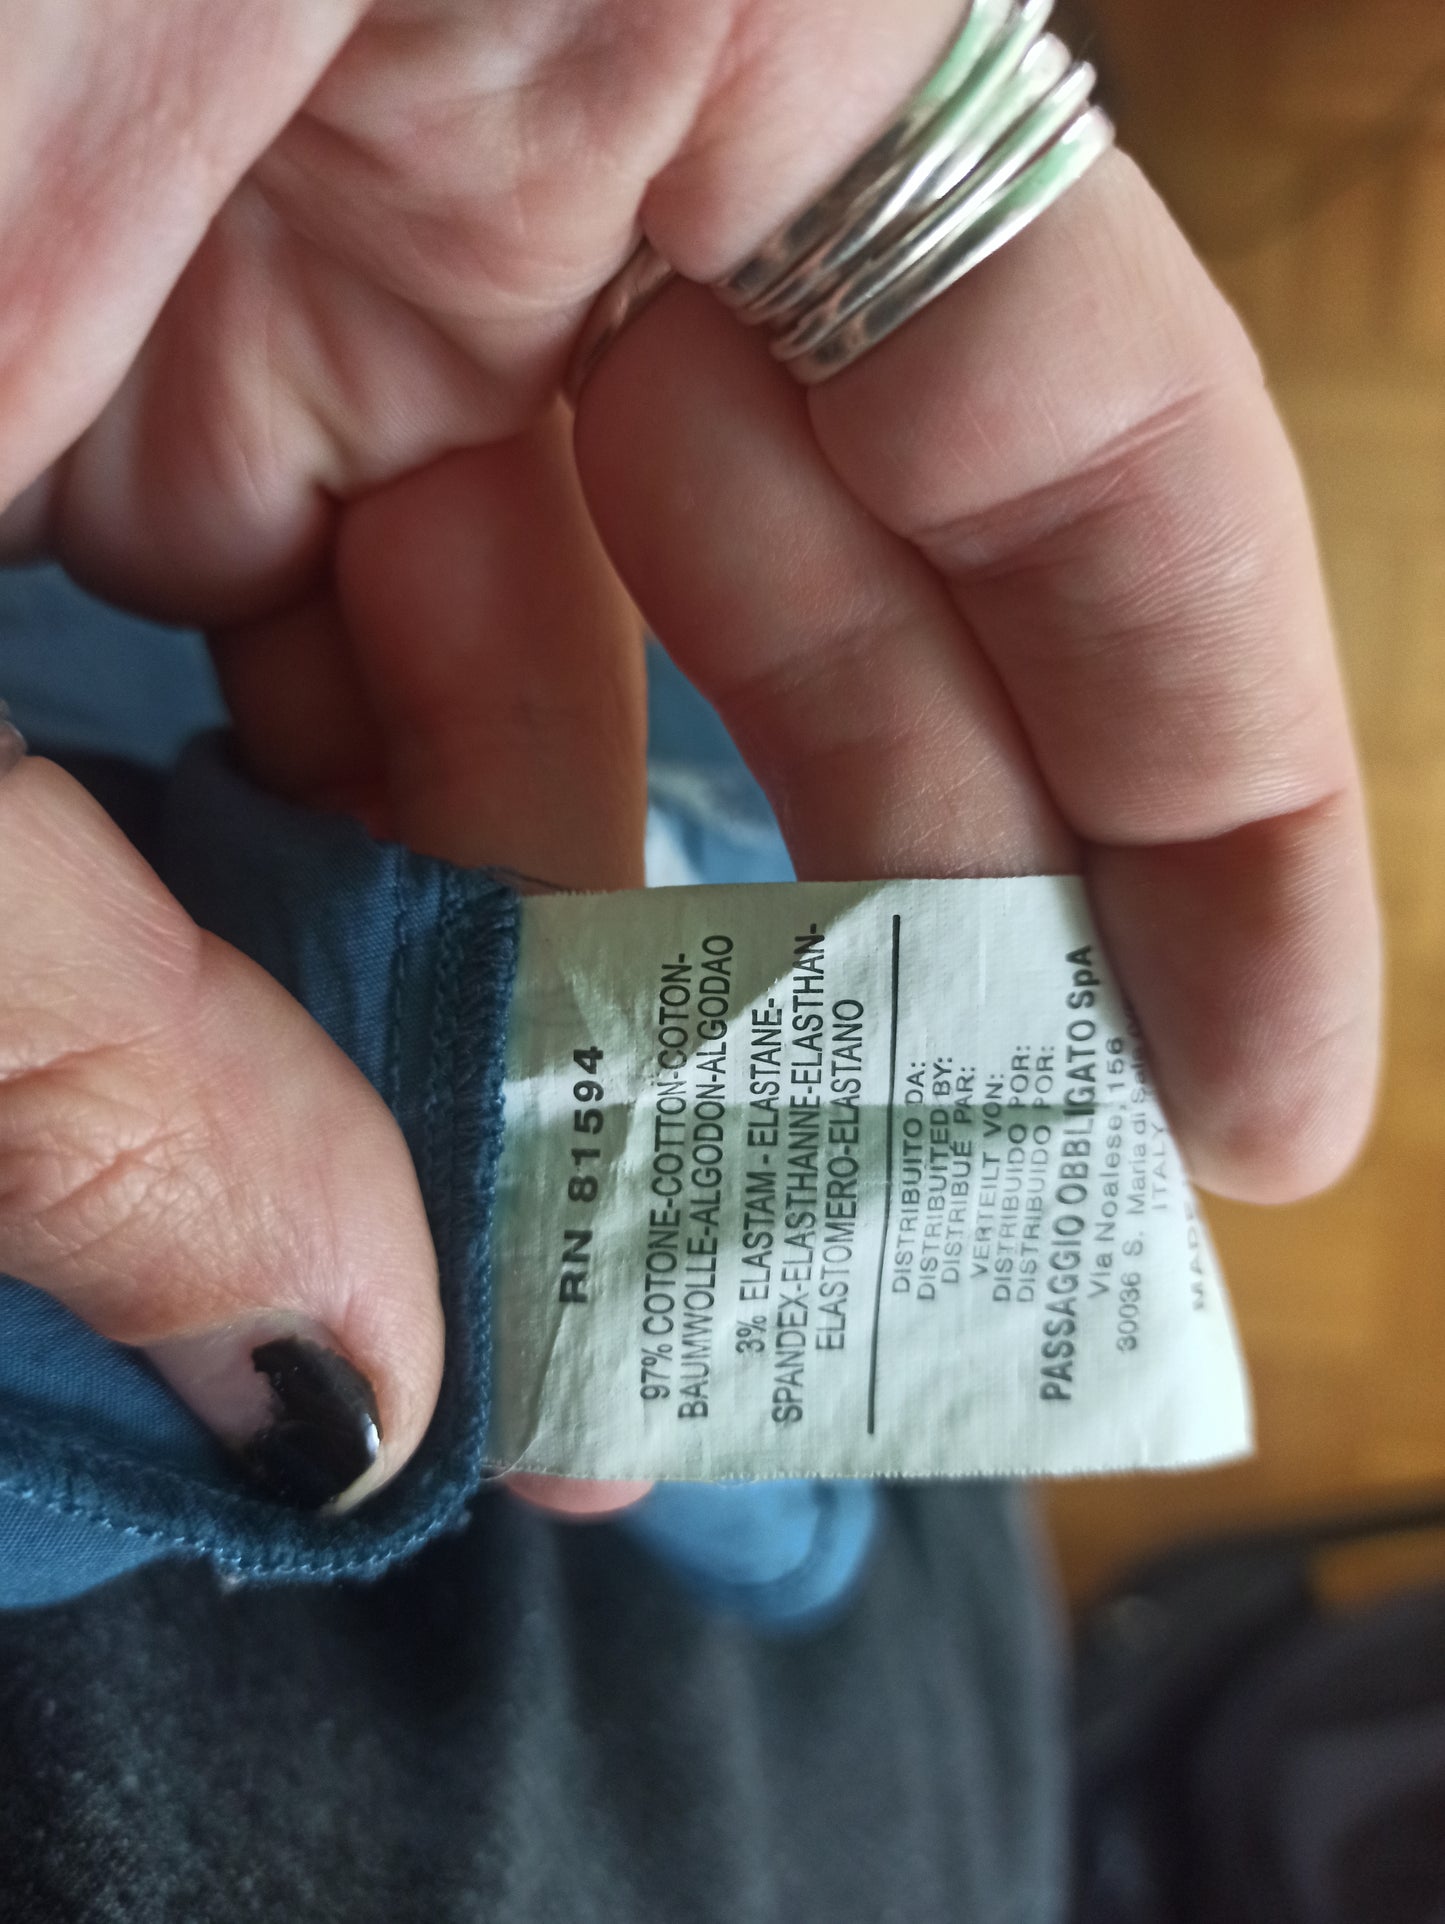 RN 81594
97% COTONE-COTTON-COTON-
BAUMWOLLE-ALGODON-ALGODAO
3% ELASTAM - ELASTANE-
SPANDEX-ELASTHANNE-ELASTHAN-
ELASTOMERO-ELASTANO
DISTRIBUITO DA:
DISTRIBUITED BY:
DISTRIBUÉ PAR:
VERTEILT VON:
DISTRIBUIDO POR:
DISTRIBUIDO POR:
PASSAGGIO OBBLIGATO SpA
Via Noalese, 156
30036 S. Maria di
ITALY